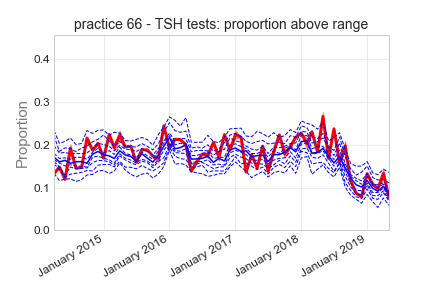 practice 66 - TSH tests: proportion above range
Proportion
0.4
0.3
0.2
0.1
0.0
January 2015
January 2016
January 2017
January 2018
January 2019